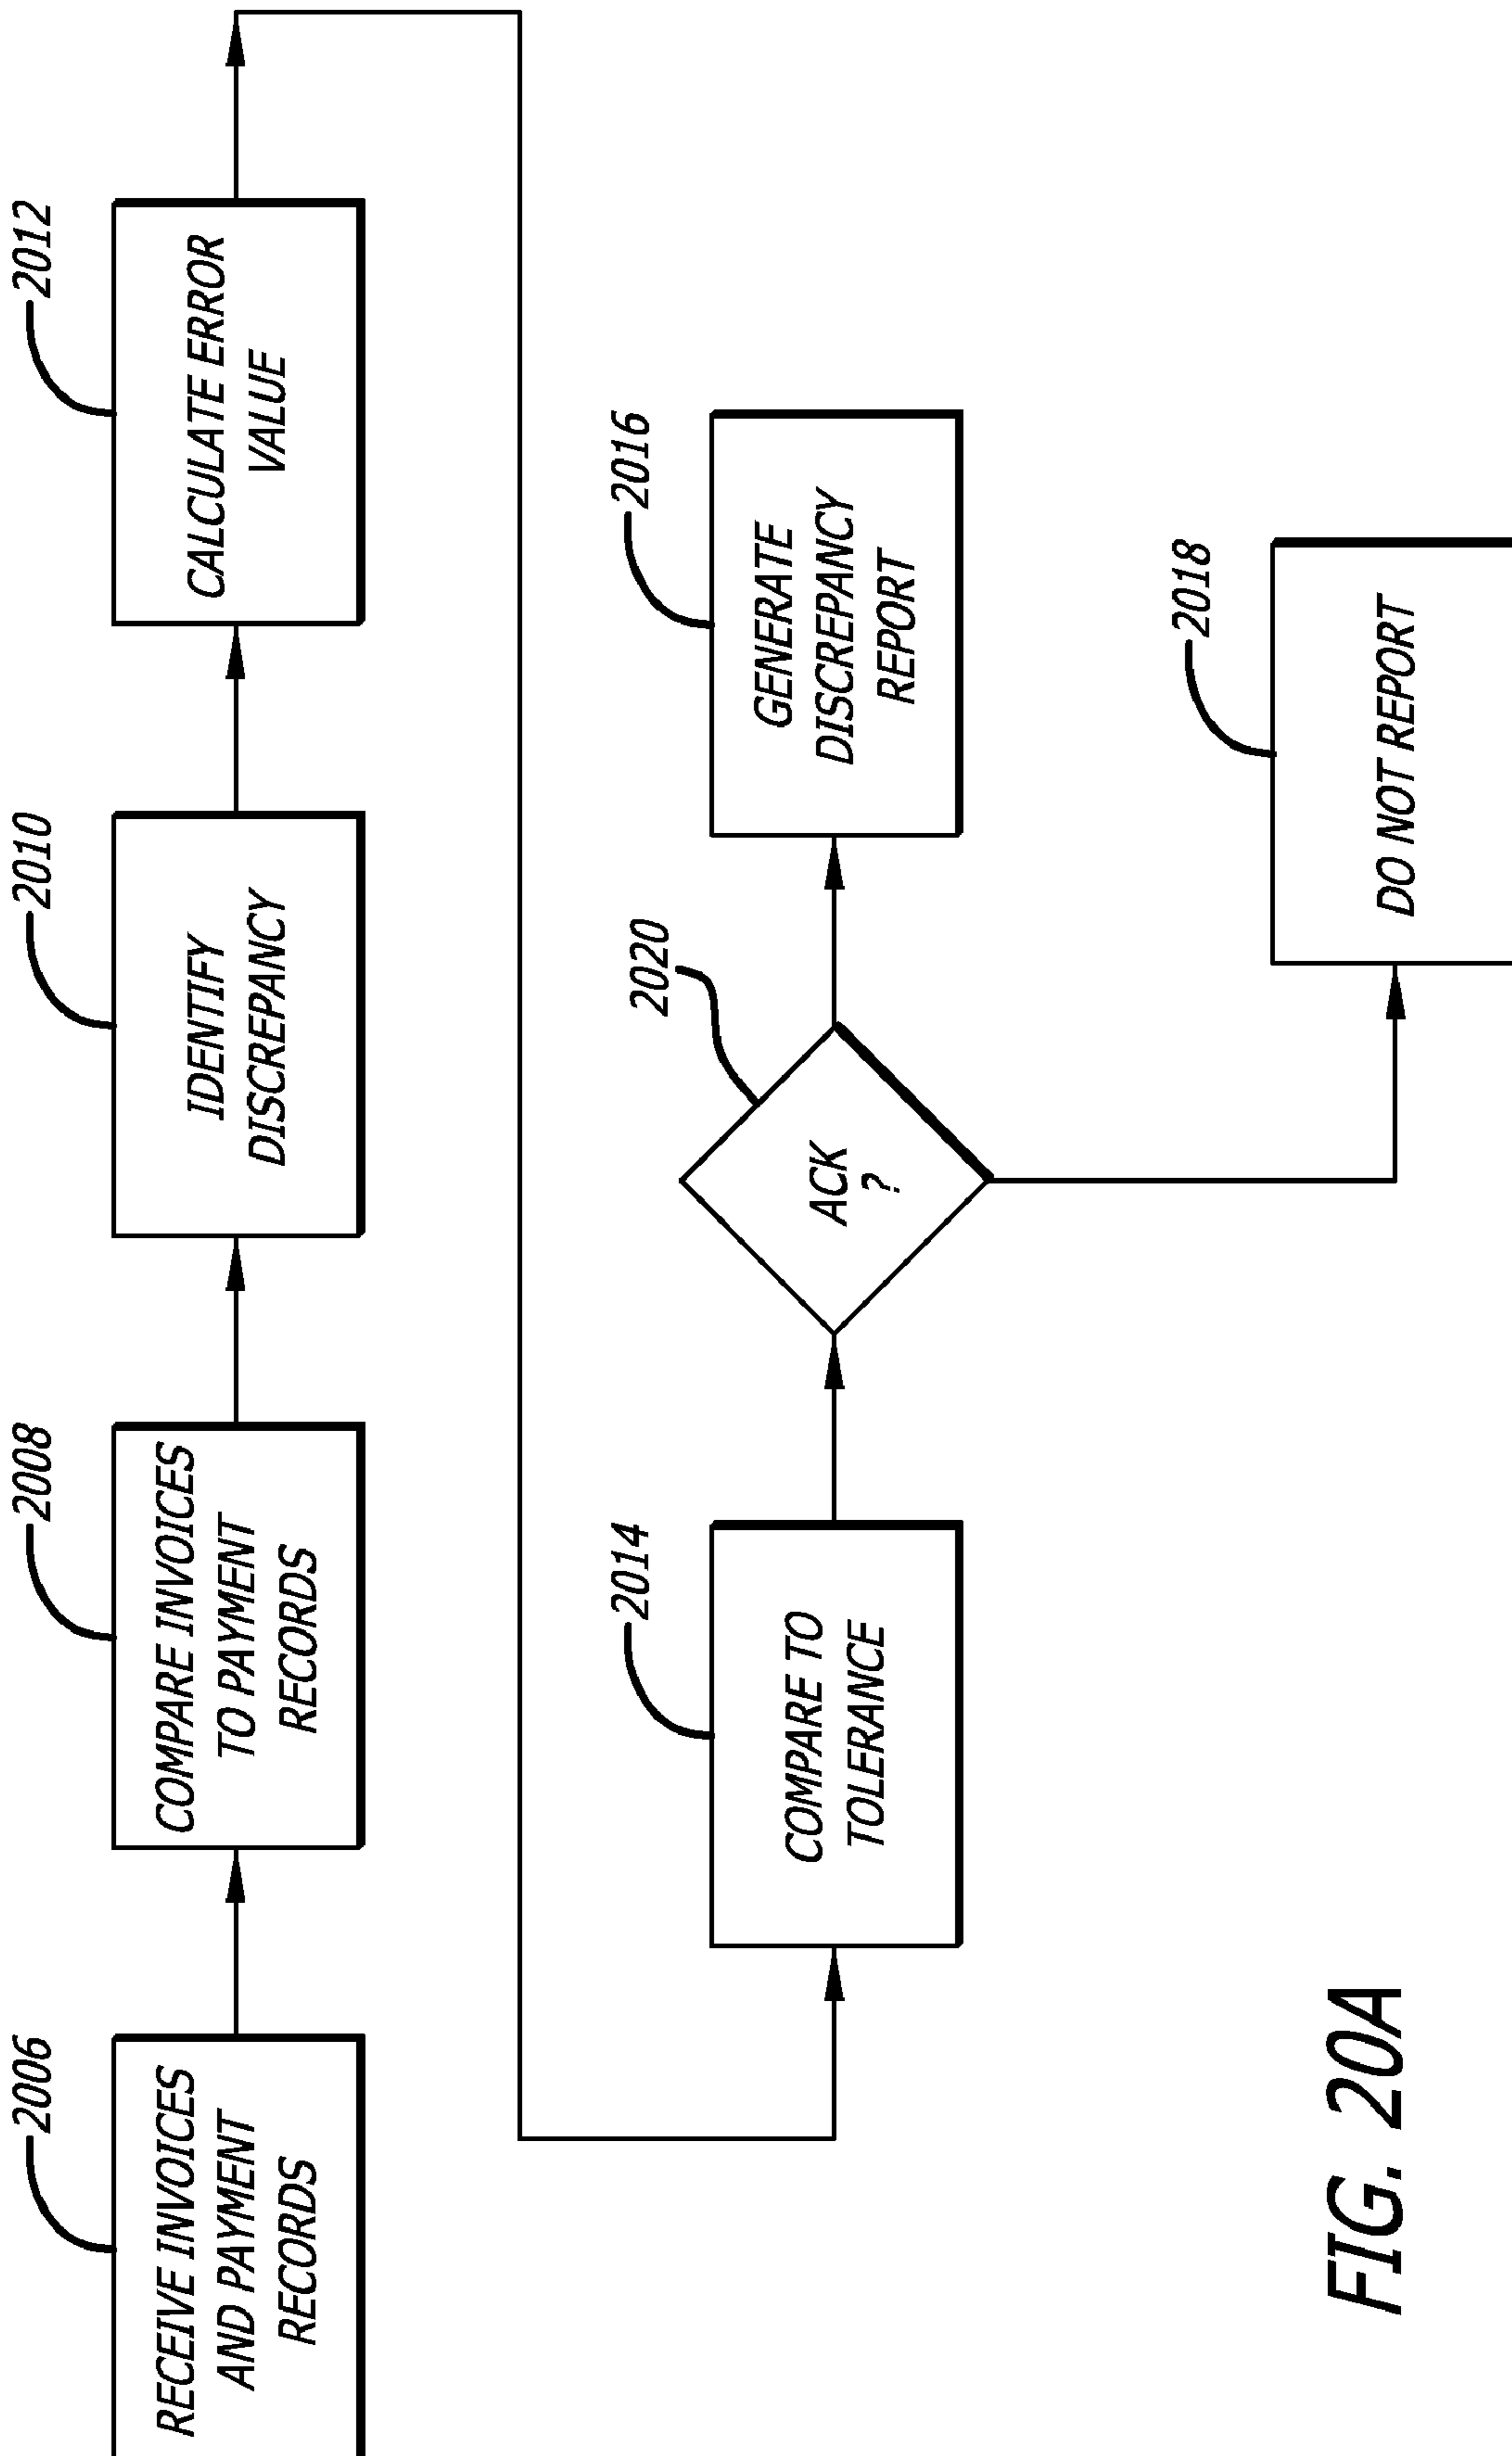 2006
RECEIVE INVOICES
AND PAYMENT
RECORDS
2008
COMPARE INVOICES
TO PAYMENT
RECORDS
2010
IDENTIFY
DISCREPANCY
2012
CALCULATE ERROR
VALUE
2014
COMPARE TO
TOLERANCE
2020
ACK
?
2016
GENERATE
DISCREPANCY
REPORT
2018
DO NOT REPORT
FIG. 20A